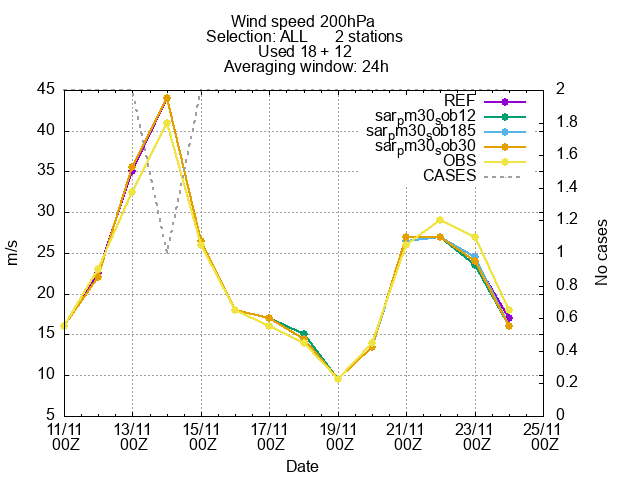 Wind speed 200hPa
Selection: ALL 2 stations
Used 18 + 12
Averaging window: 24h
REF
sarpm30sob12
sarpm30sob185
sarpm30sob30
OBS
CASES
45
40
35
30
25
20
15
10
5
m/s
2
1.8
1.6
1.4
1.2
1
0.8
0.6
0.4
0.2
0
No cases
11/11 13/11 15/11 17/11 19/11 21/11 23/11 25/11
00Z 00Z 00Z 00Z 00Z 00Z 00Z 00Z
Date